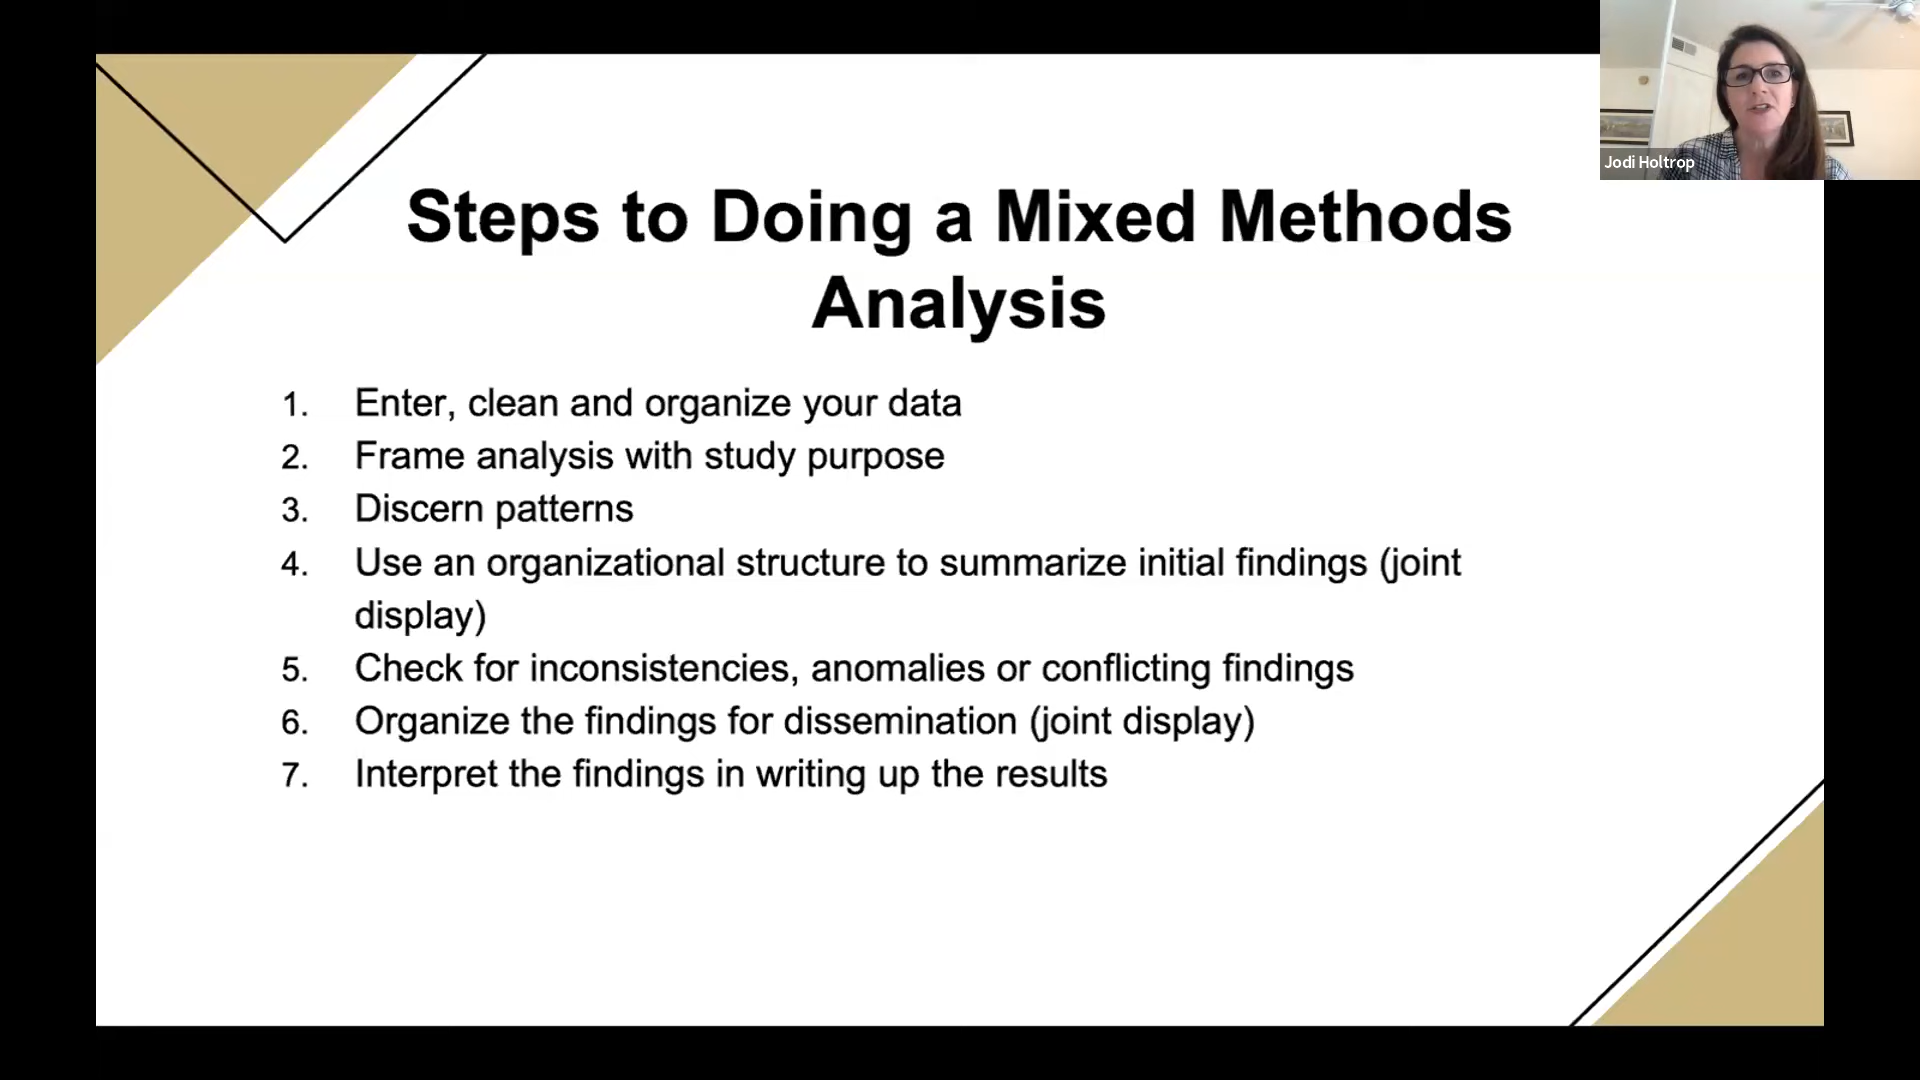 Jodi Holtrop
Steps to Doing a Mixed Methods
Analysis
1. Enter, clean and organize your data
2. Frame analysis with study purpose
3. Discern patterns
4. Use an organizational structure to summarize initial findings (joint
display)
5. Check for inconsistencies, anomalies or conflicting findings
6. Organize the findings for dissemination (joint display)
7. Interpret the findings in writing up the results